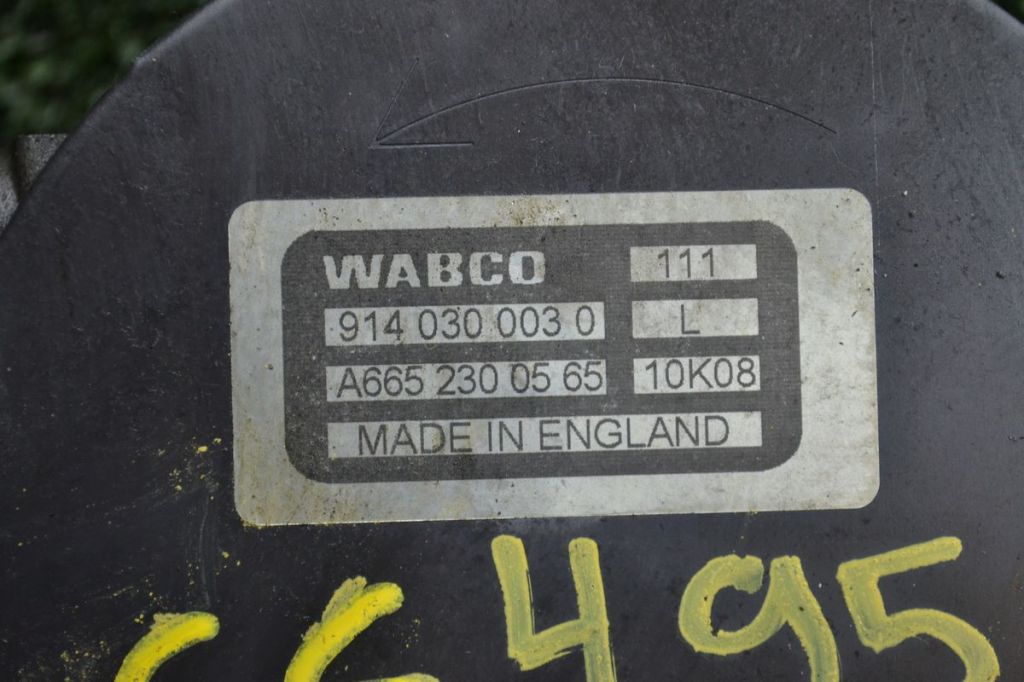 WABCO 111
914 030 003 0 L
A665 230 05 65 10K08
MADE IN ENGLAND
495